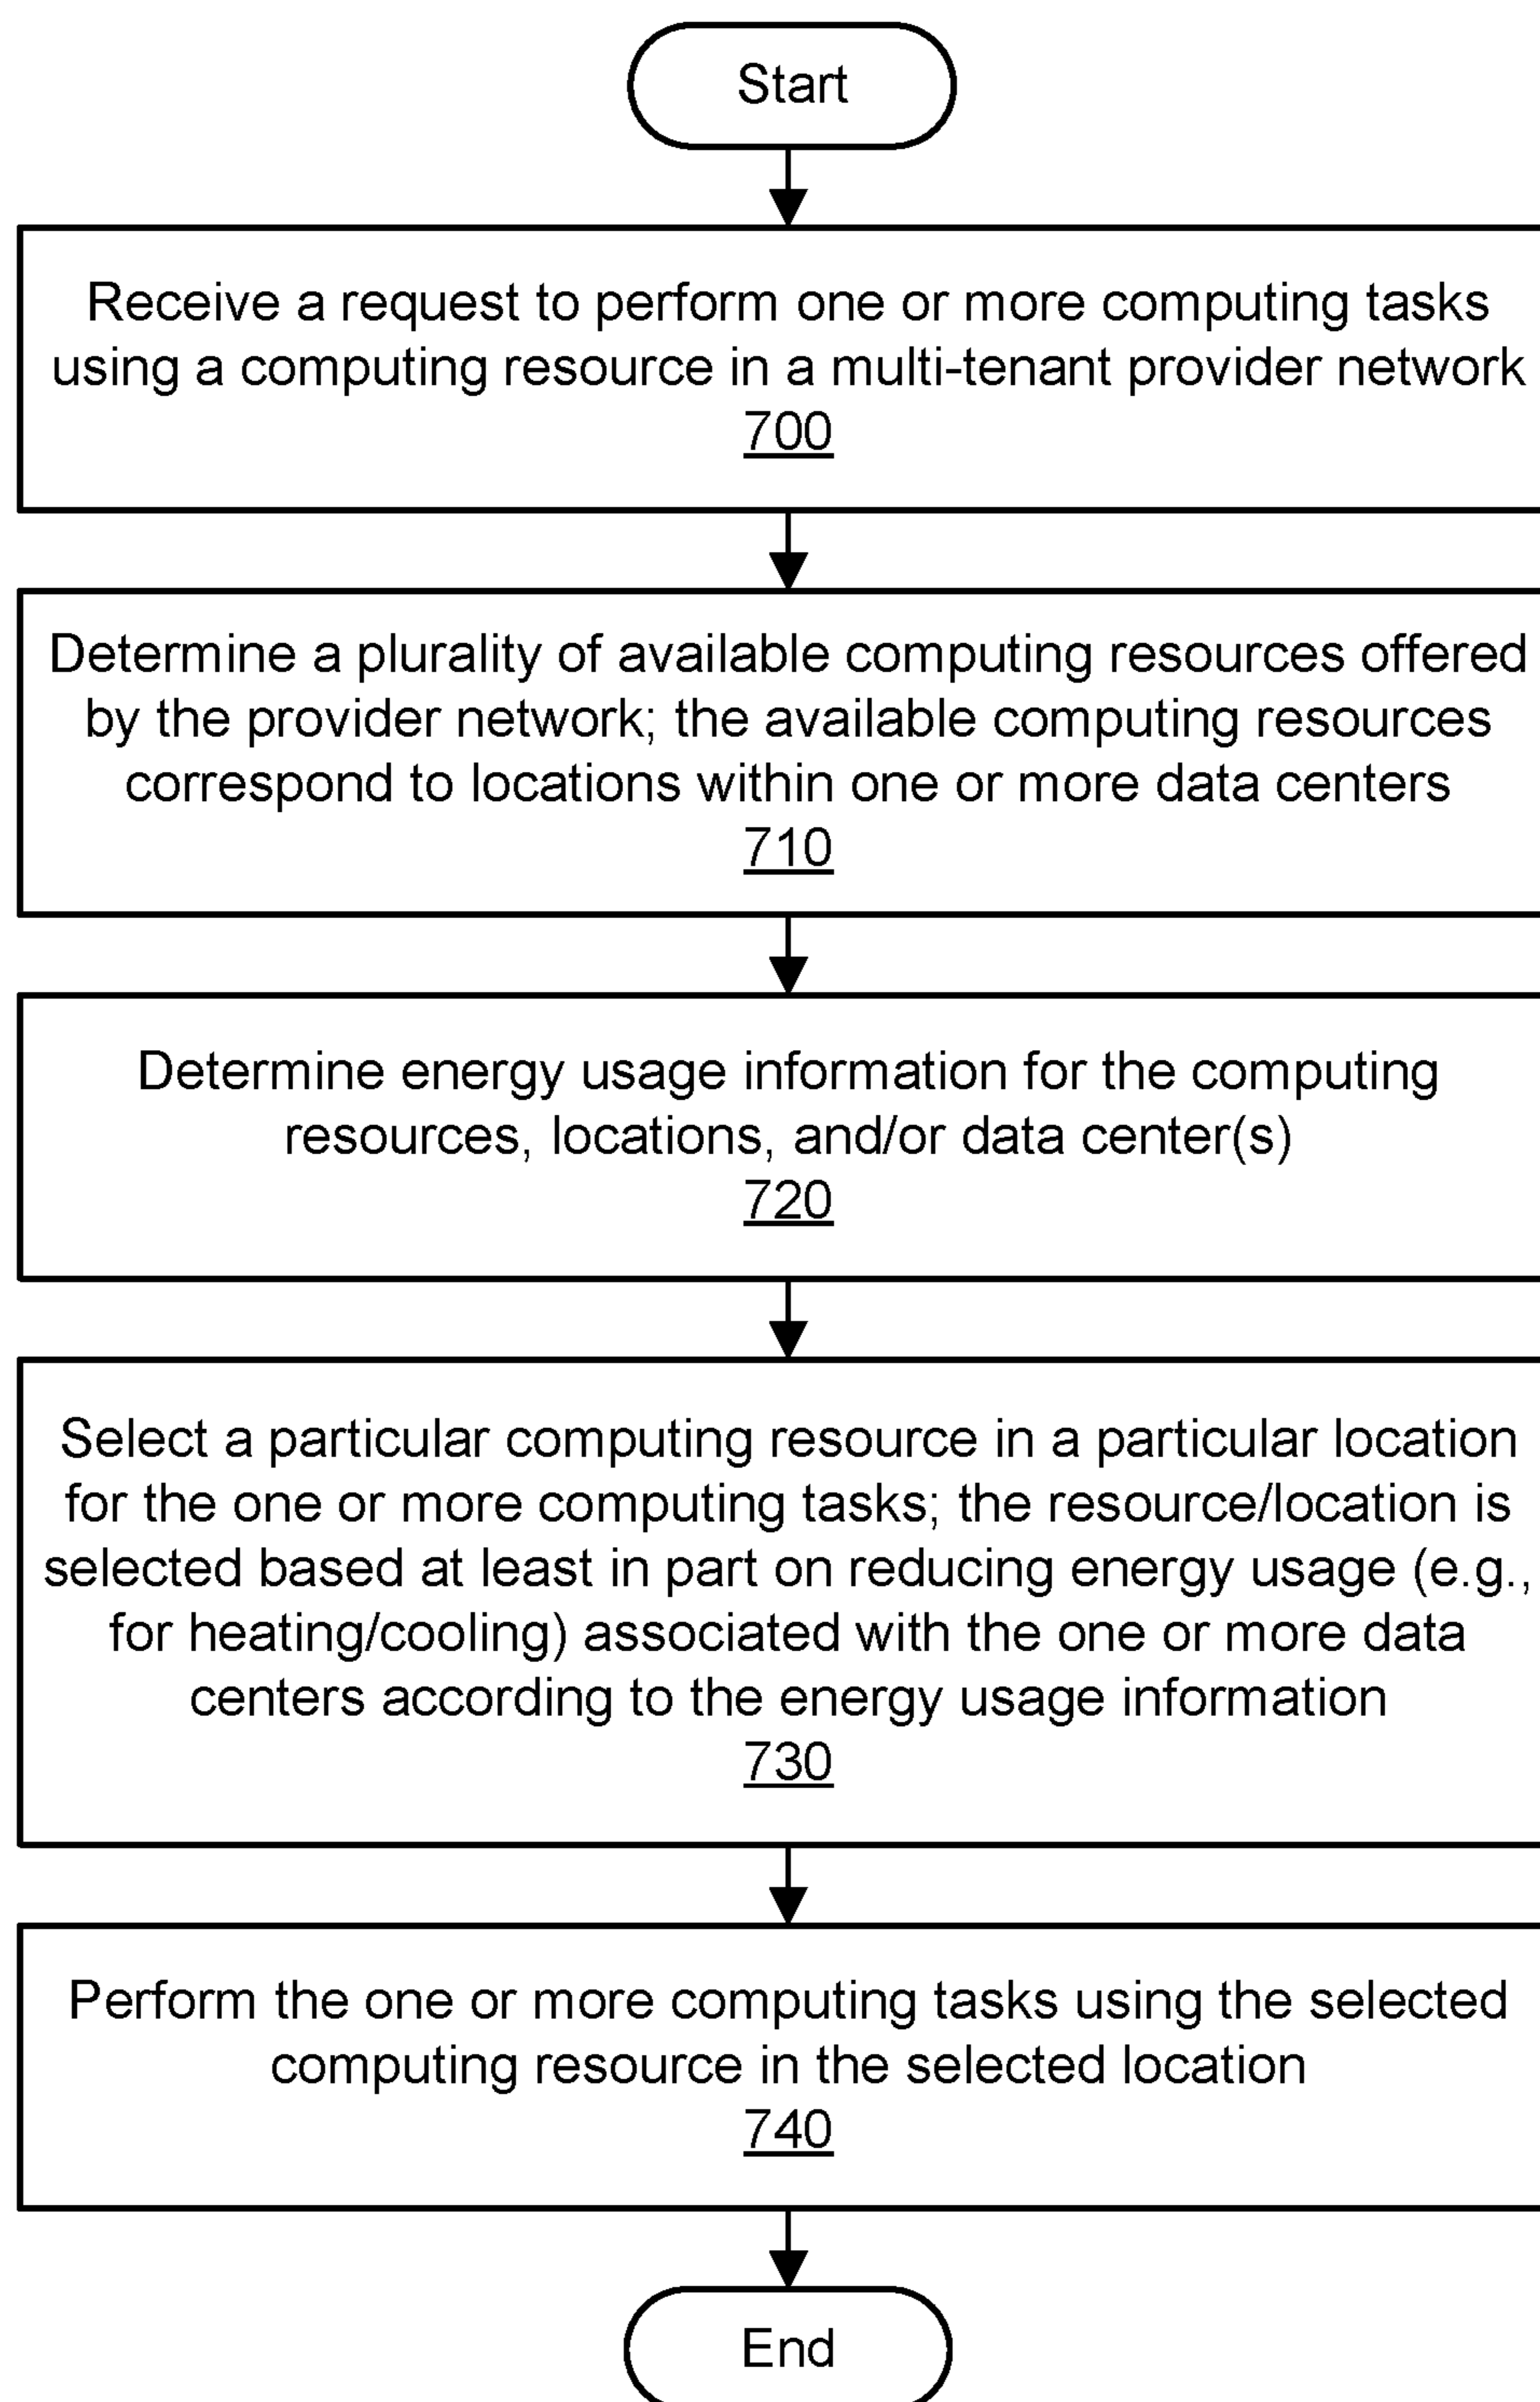 Start
Receive a request to perform one or more computing tasks
using a computing resource in a multi-tenant provider network
700
Determine a plurality of available computing resources offered
by the provider network; the available computing resources
correspond to locations within one or more data centers
710
Determine energy usage information for the computing
resources, locations, and/or data center(s)
720
Select a particular computing resource in a particular location
for the one or more computing tasks; the resource/location is
selected based at least in part on reducing energy usage (e.g.,
for heating/cooling) associated with the one or more data
centers according to the energy usage information
730
Perform the one or more computing tasks using the selected
computing resource in the selected location
740
End